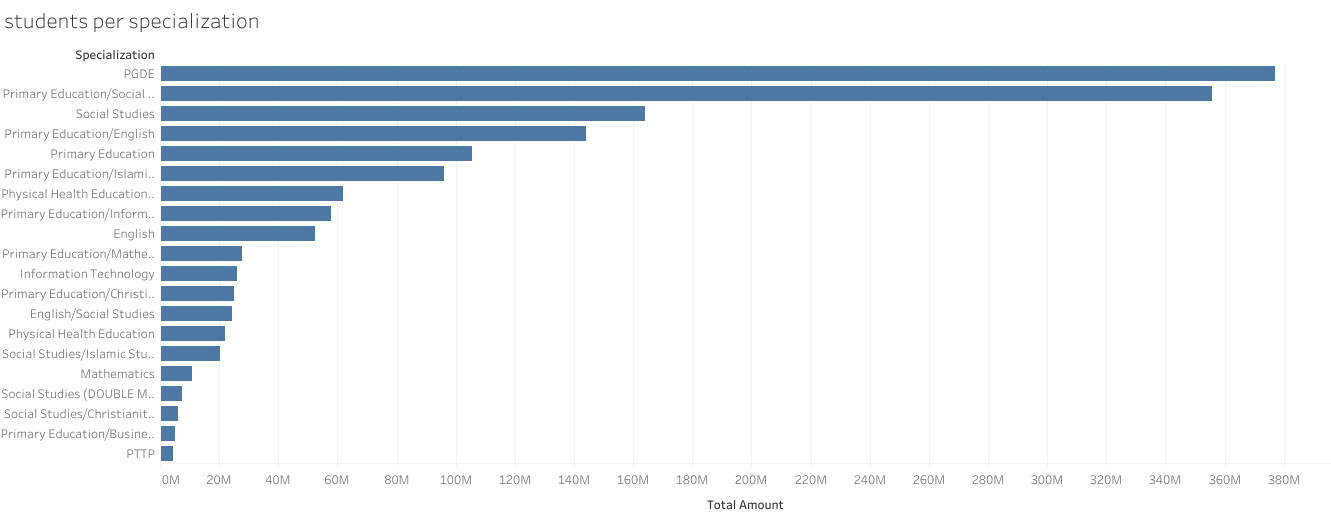 students per specialization
Specialization
PGDE
Primary Education/Social ..
Social Studies
Primary Education/English
Primary Education
Primary Education/Islami..
Physical Health Education..
Primary Education/Inform..
English
Primary Education/Mathe..
Information Technology
Primary Education/Christi..
English/Social Studies
Physical Health Education
Social Studies/Islamic Stu..
Mathematics
Social Studies (DOUBLE M..
Social Studies/Christianit..
Primary Education/Busine..
PTTP
0M 20M 40M 60M 80M 100M 120M 140M 160M 180M 200M 220M 240M 260M 280M 300M 320M 340M 360M 380M
Total Amount